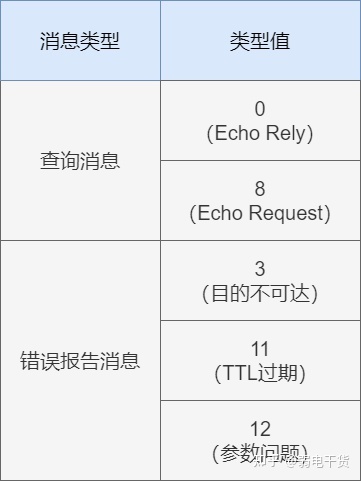 消息类型
类型值
查询消息
0
(Echo Rely)
8
(Echo Request)
错误报告消息
3
(目的不可达)
11
(TTL过期)
12
(参数问题)
知乎 @弱电干货